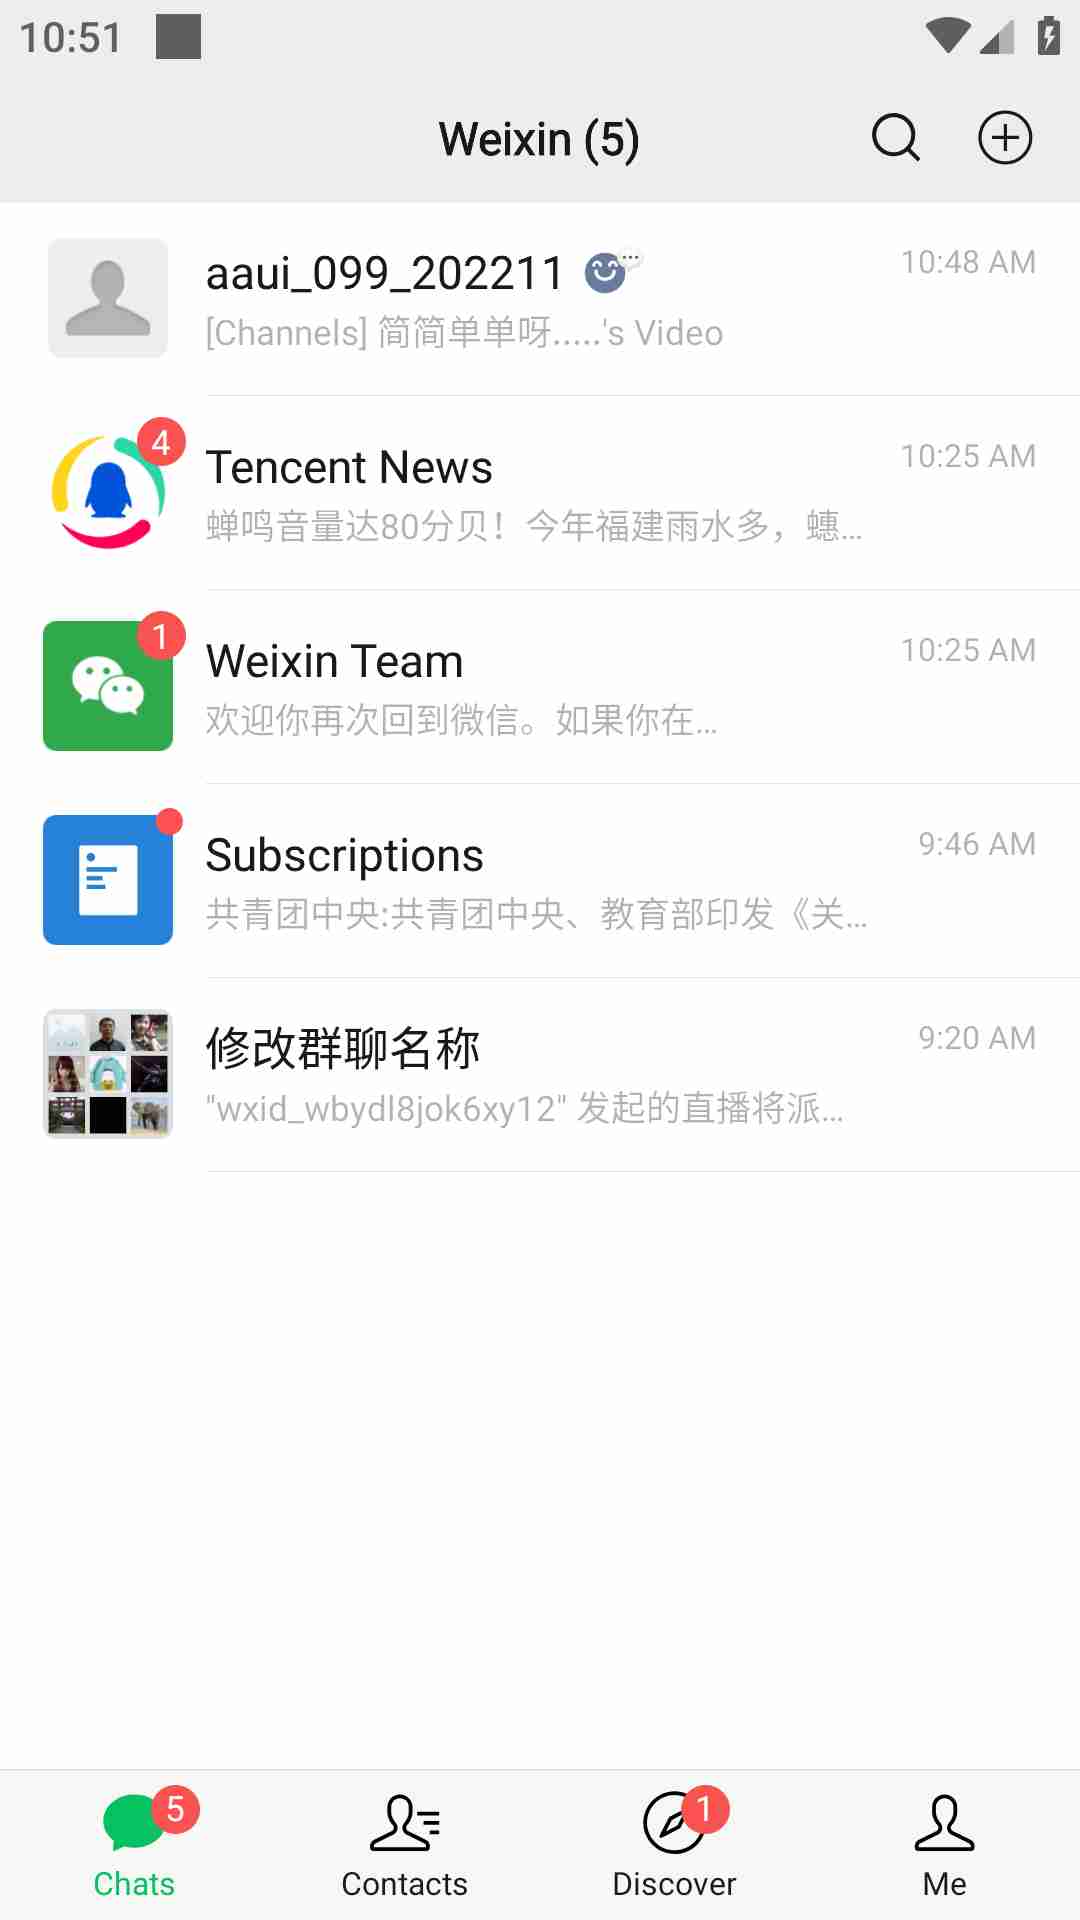 10:51
Weixin (5)
aaui_099_202211
10:48 AM
[Channels] 简简单单呀.....'s Video
4
Tencent News
10:25 AM
蝉鸣音量达80分贝！今年福建雨水多，蟪...
1
Weixin Team
10:25 AM
欢迎你再次回到微信。如果你在...
Subscriptions
9:46 AM
共青团中央:共青团中央、教育部印发《关...
修改群聊名称
9:20 AM
"wxid_wbydl8jok6xy12" 发起的直播将派...
5
1
Chats
Contacts
Discover
Me